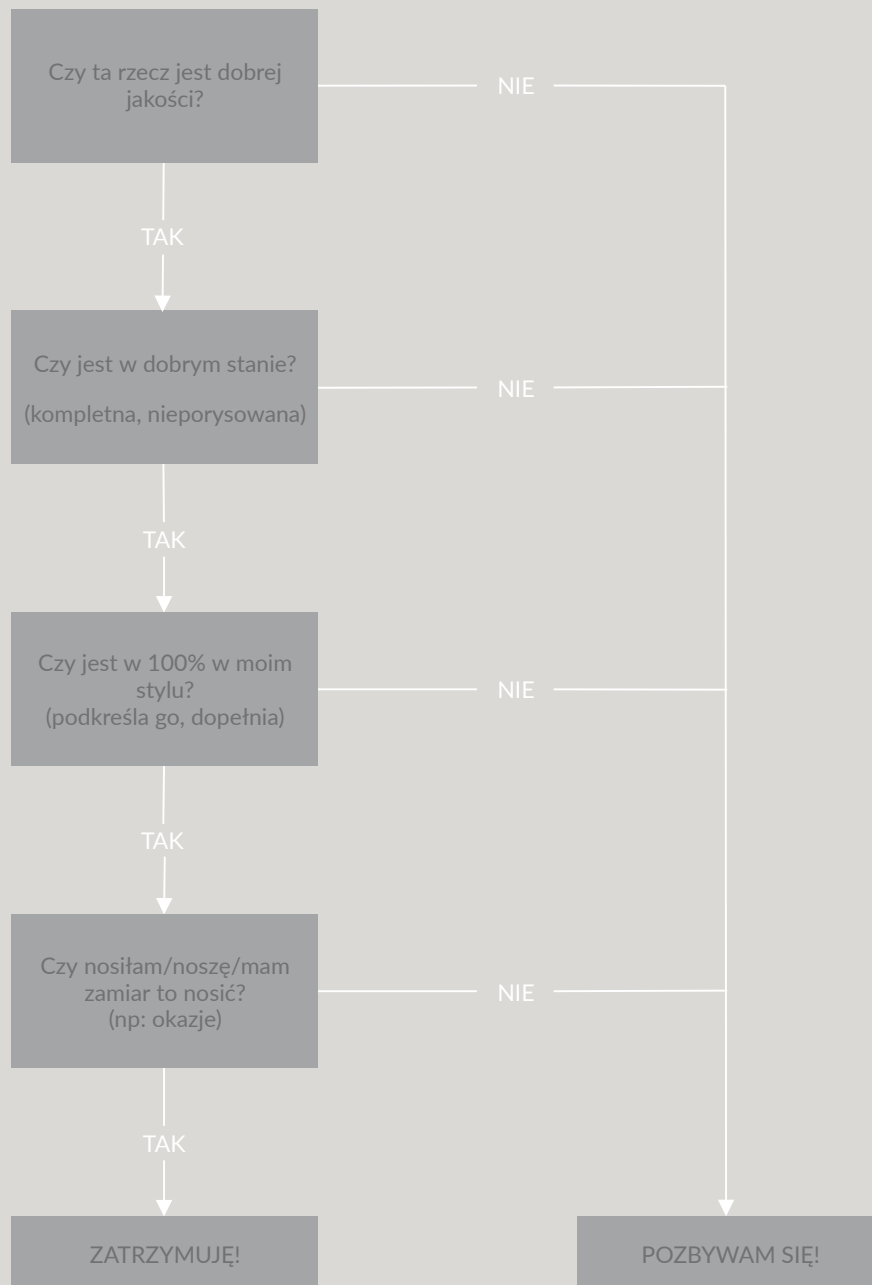 Czy ta rzecz jest dobrej
jakości?
NIE
TAK
Czy jest w dobrym stanie?
(kompletna, nieporysowana)
NIE
TAK
Czy jest w 100% w moim
stylu?
(podkreśla go, dopełnia)
NIE
TAK
Czy nosiłam/noszę/mam
zamiar to nosić?
(np: okazje)
NIE
TAK
ZATRZYMUJĘ!
POZBYWAM SIĘ!